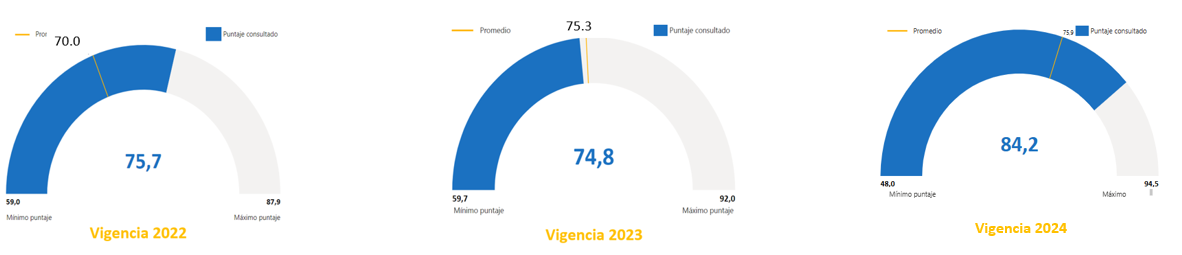 Pror
70.0
Puntaje consultado
75,7
59,0
87,9
Mínimo puntaje
Máximo puntaje
Vigencia 2022
75.3
Promedio
Puntaje consultado
74,8
59,7
92,0
Mínimo puntaje
Máximo puntaje
Vigencia 2023
Promedio
75.9
Puntaje consultado
84,2
48,0
94,5
Mínimo puntaje
Máximo
Vigencia 2024